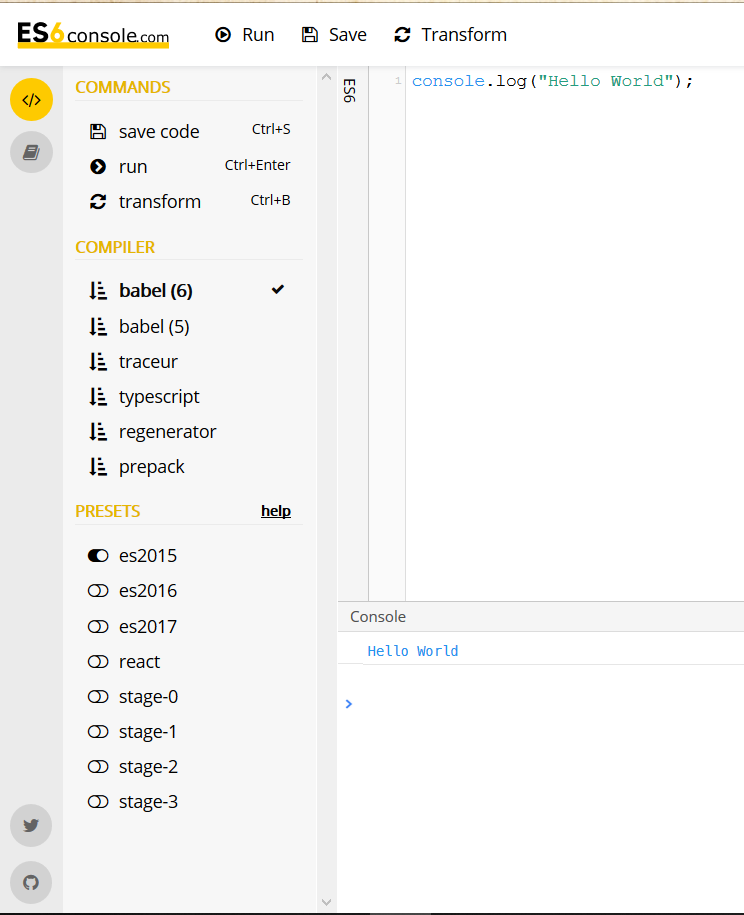 ES6console.com Run Save Transform
COMMANDS
save code Ctrl+S
run Ctrl+Enter
transform Ctrl+B
COMPILER
babel (6)
babel (5)
traceur
typescript
regenerator
prepack
PRESETS help
es2015
es2016
es2017
react
stage-0
stage-1
stage-2
stage-3
ES6
1 console.log("Hello World");
Console
Hello World